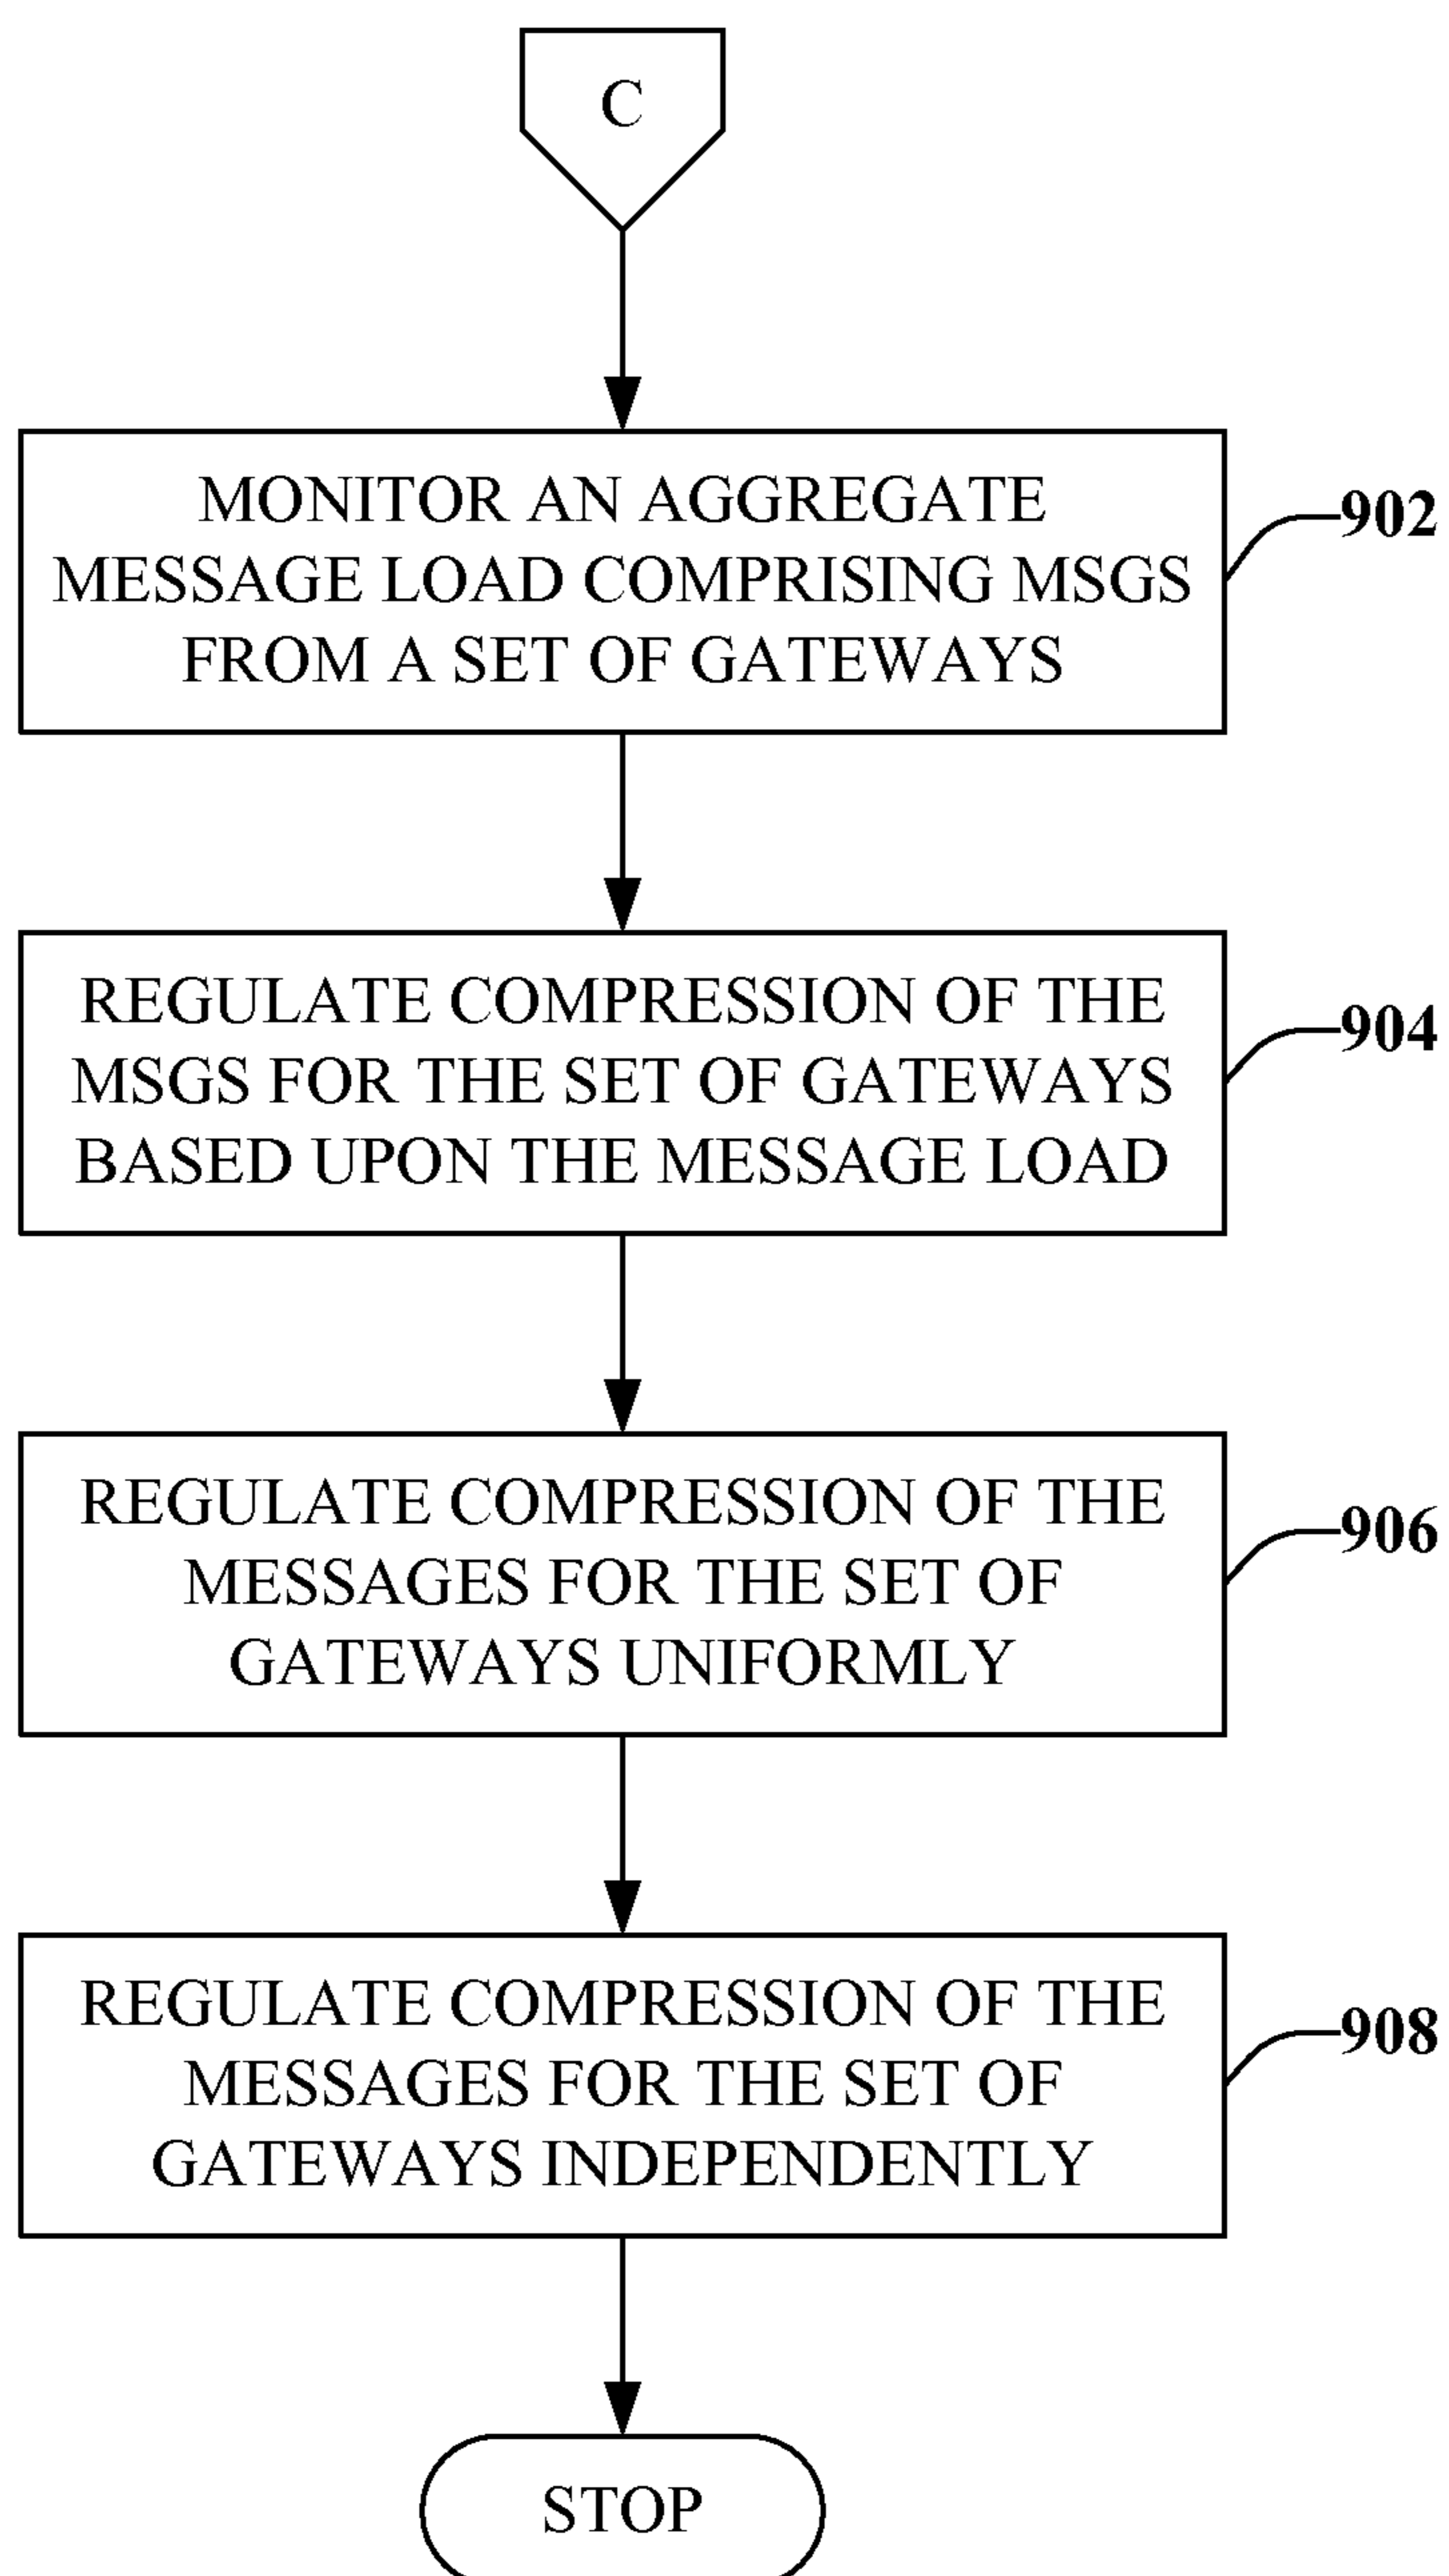 C
MONITOR AN AGGREGATE
MESSAGE LOAD COMPRISING MSGS
FROM A SET OF GATEWAYS
902
REGULATE COMPRESSION OF THE
MSGS FOR THE SET OF GATEWAYS
BASED UPON THE MESSAGE LOAD
904
REGULATE COMPRESSION OF THE
MESSAGES FOR THE SET OF
GATEWAYS UNIFORMLY
906
REGULATE COMPRESSION OF THE
MESSAGES FOR THE SET OF
GATEWAYS INDEPENDENTLY
908
STOP